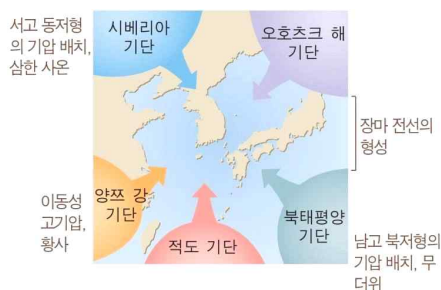 서고 동저형
의 기압 배치,
삼한 사온
시베리아
기단
오호츠크 해
기단
장마 전선의
형성
양쯔 강
기단
이동성
고기압,
황사
적도 기단
북태평양
기단
남고 북저형의
기압 배치, 무
더위